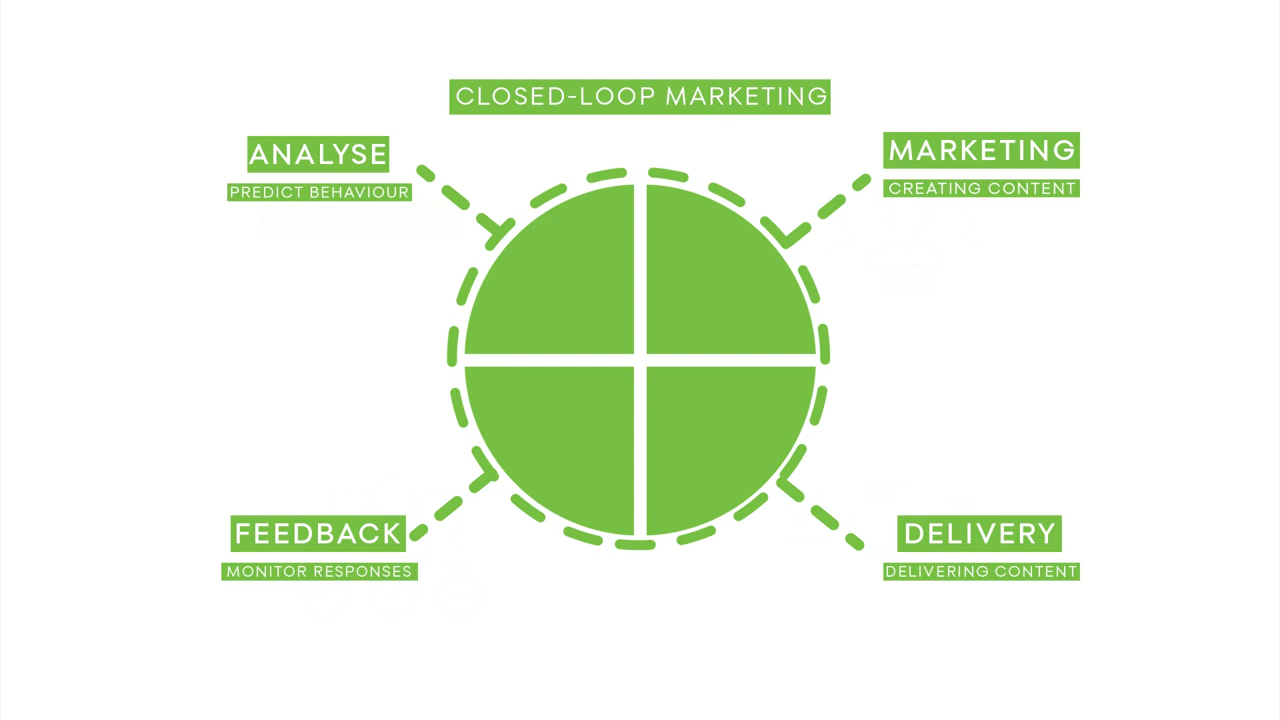 CLOSED-LOOP MARKETING
ANALYSE
PREDICT BEHAVIOUR
MARKETING
CREATING CONTENT
FEEDBACK
MONITOR RESPONSES
DELIVERY
DELIVERING CONTENT